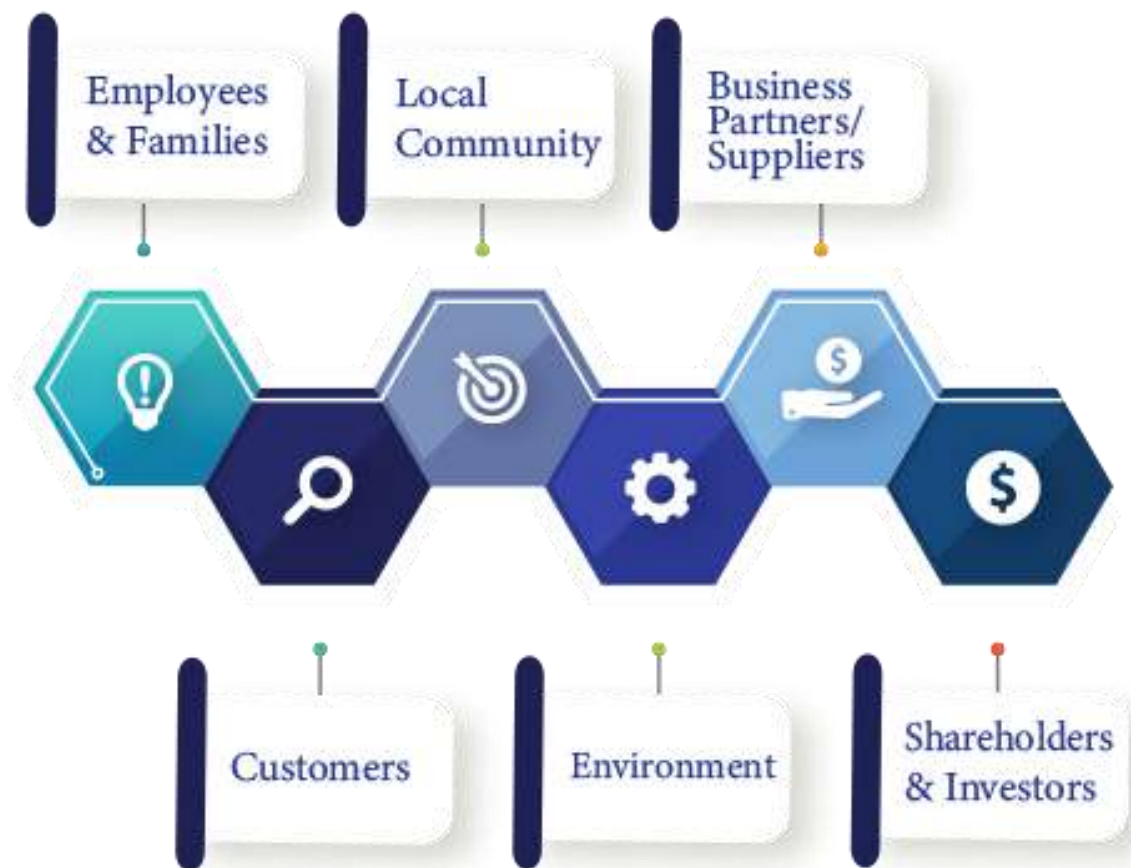 Employees
& Families
Local
Community
Business
Partners/
Suppliers
$
$
Customers
Environment
Shareholders
& Investors